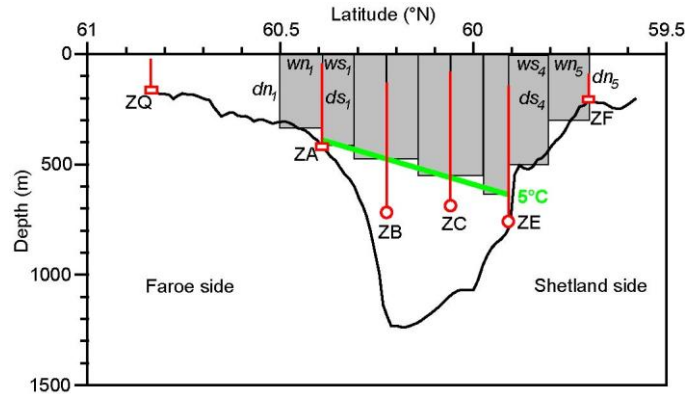 Latitude (°N)
61 60.5 60 59.5
0
500
1000
1500
Depth (m)
wn1 ws1 ws4 wn5
dn1 ds1 ds4 dn5
ZQ
ZA
ZB
ZC
ZE
ZF
5°C
Faroe side
Shetland side